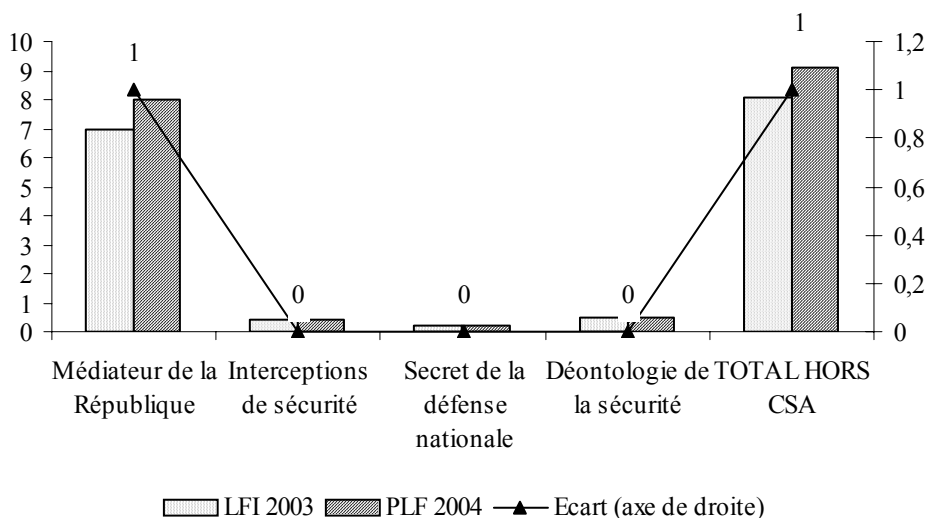 10
9
8
7
6
5
4
3
2
1
0
1
0
0
0
1
1,2
1
0,8
0,6
0,4
0,2
0
Médiateur de la
République
Interceptions
de sécurité
Secret de la
défense
nationale
Déontologie de
la sécurité
TOTAL HORS
CSA
LFI 2003 PLF 2004 Ecart (axe de droite)